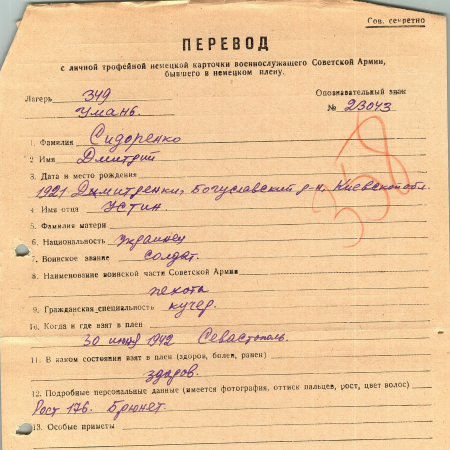 Сов. секретно
ПЕРЕВОД
с личной трофейной немецкой карточки военнослужащего Советской Армии,
бывшего в немецком плену.
Лагерь 349
Умань.
Опознавательный знак
№ 23043
358
1. Фамилия Сидоренко
2. Имя Дмитрий
3. Дата и место рождения
1921 Дмитренки, Богуславский р-н, Киевской обл.
4. Имя отца Устин.
5. Фамилия матери
6. Национальность украинец
7. Воинское звание солдат.
8. Наименование воинской части Советской Армии
пехота
9. Гражданская специальность кучер.
10. Когда и где взят в плен
30 1942 Севастополь.
11. В каком состоянии взят в плен (здоров, болен, ранен)
здоров.
12. Подробные персональные данные (имеется фотография, оттиск пальцев, рост, цвет волос)
Рост 176. Брюнет.
13. Особые приметы